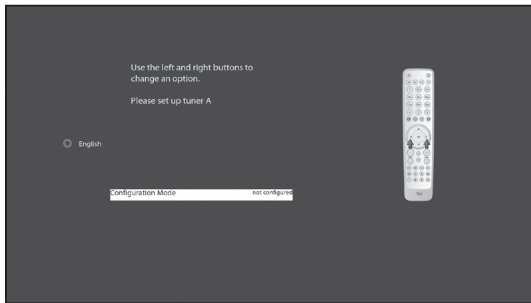 Use the left and right buttons to
change an option.
Please set up tuner A
English
Configuration Mode not configured